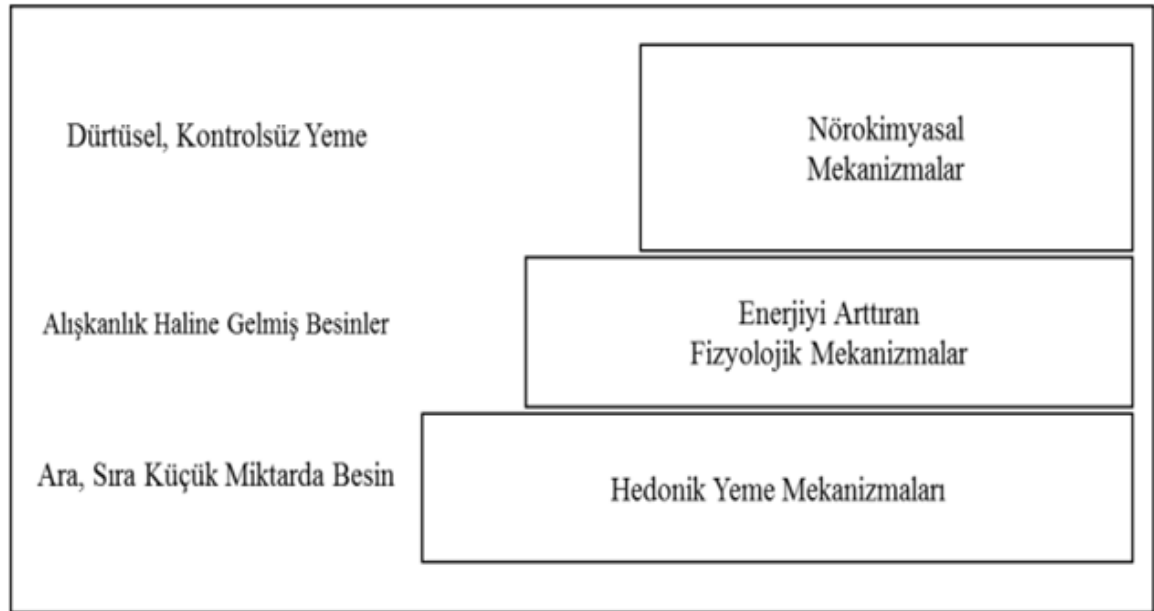 Dürtüsel, Kontrolsüz Yeme
Nörokimyasal
Mekanizmalar
Alışkanlık Haline Gelmiş Besinler
Enerjiyi Arttıran
Fizyolojik Mekanizmalar
Ara, Sıra Küçük Miktarda Besin
Hedonik Yeme Mekanizmaları